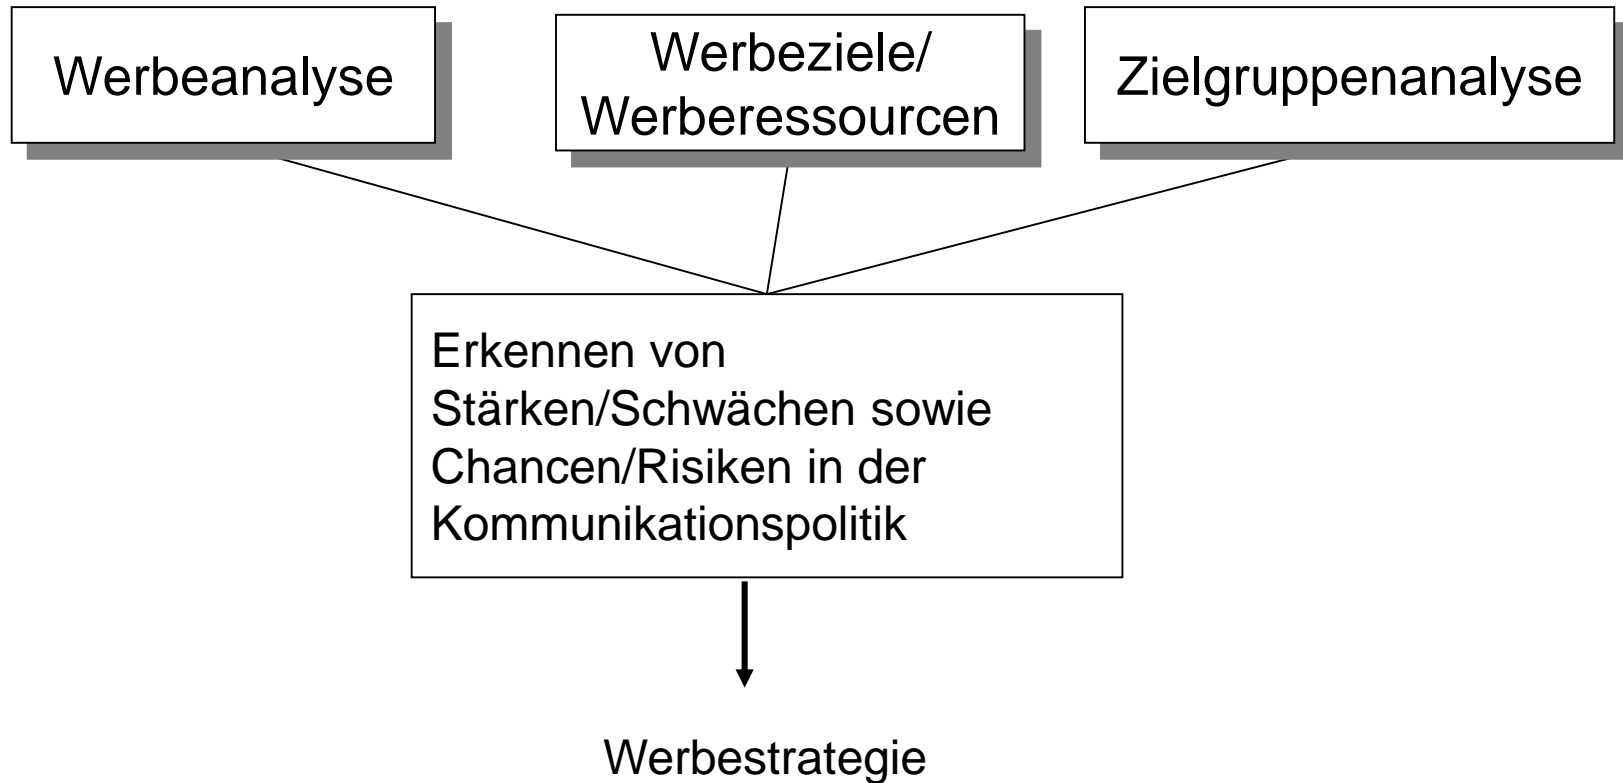 Werbeanalyse
Werbeziele/
Werberessourcen
Zielgruppenanalyse
Erkennen von
Stärken/Schwächen sowie
Chancen/Risiken in der
Kommunikationspolitik
Werbestrategie